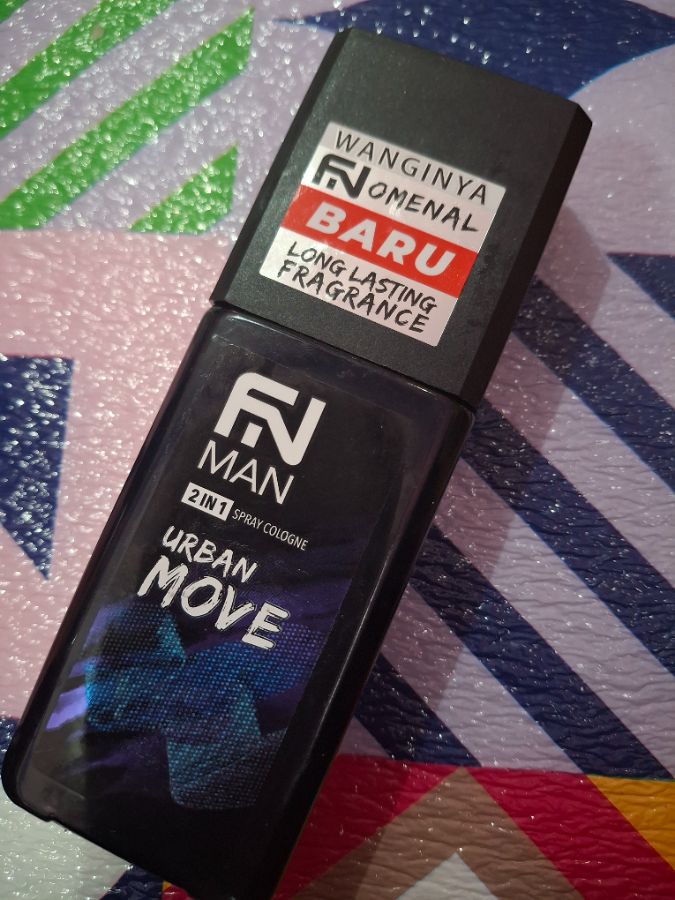 WANGINYA
FNOMENAL
BARU
LONG LASTING
FRAGRANCE
FN
MAN
2 IN 1 SPRAY COLOGNE
URBAN
MOVE